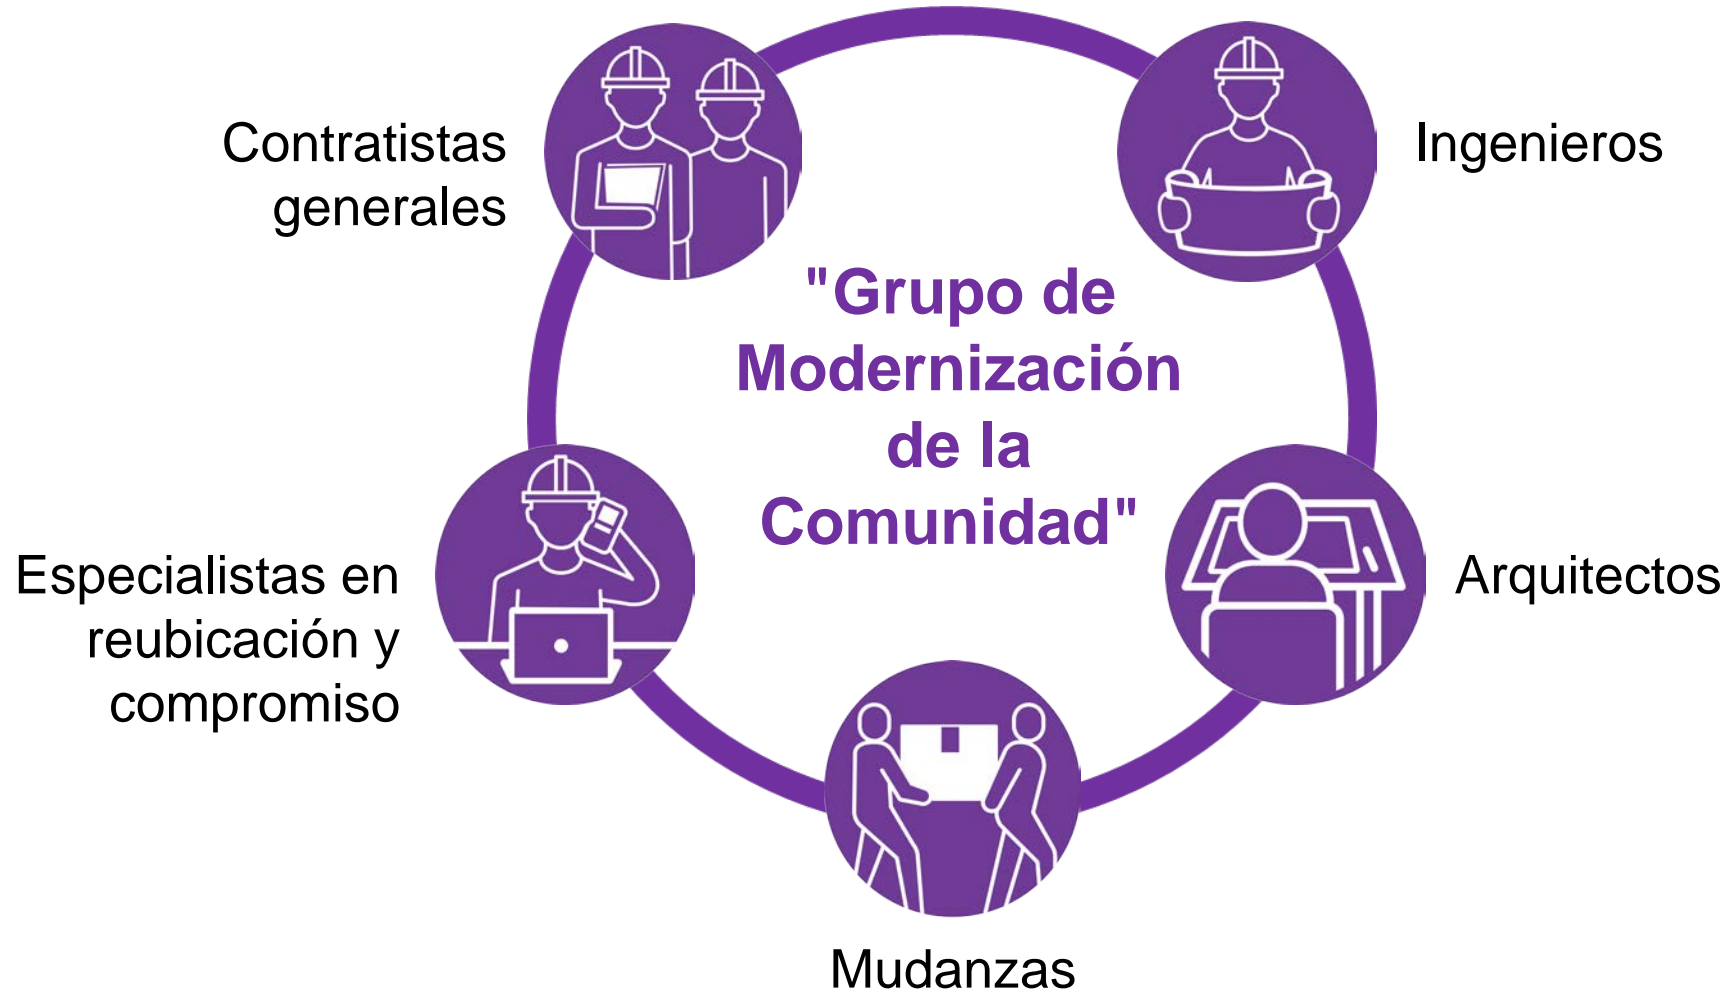 Contratistas
generales
Ingenieros
"Grupo de
Modernización
de la
Comunidad"
Especialistas en
reubicación y
compromiso
Arquitectos
Mudanzas